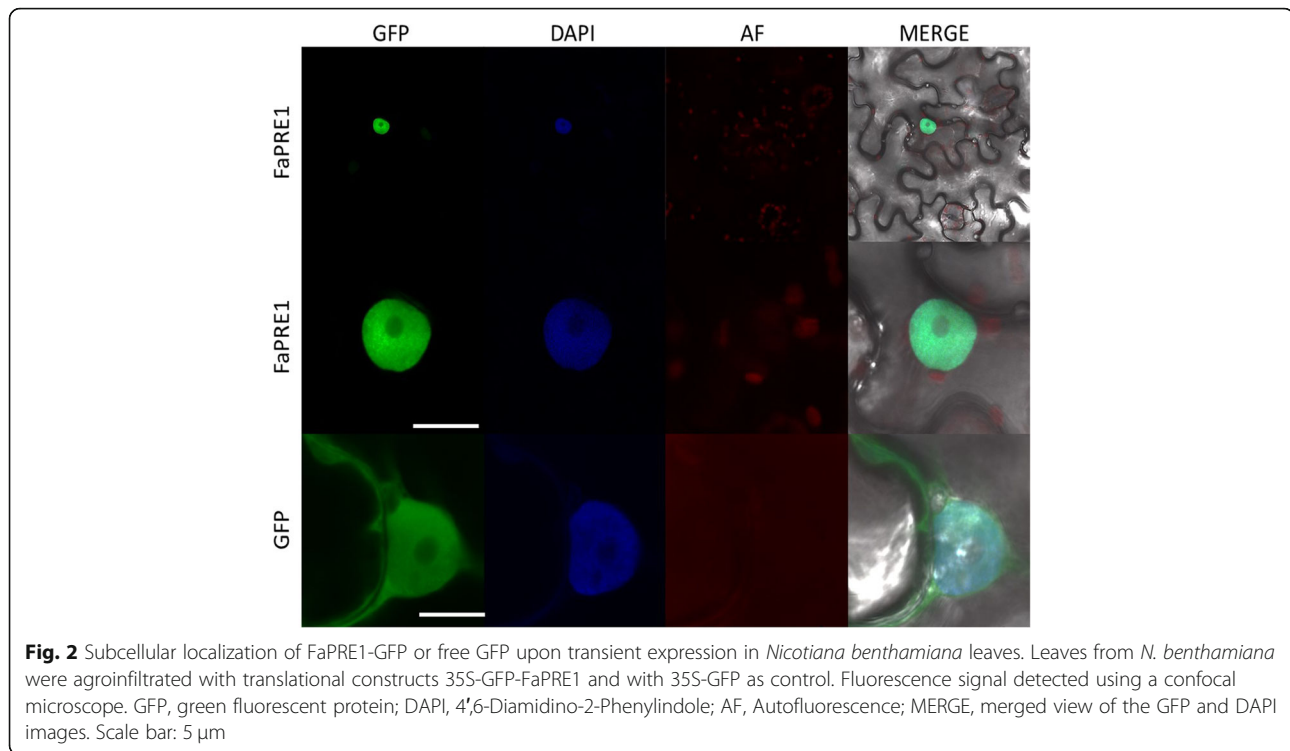 GFP DAPI AF MERGE
FaPRE1
FaPRE1
GFP
Fig. 2 Subcellular localization of FaPRE1-GFP or free GFP upon transient expression in Nicotiana benthamiana leaves. Leaves from N. benthamiana
were agroinfiltrated with translational constructs 35S-GFP-FaPRE1 and with 35S-GFP as control. Fluorescence signal detected using a confocal
microscope. GFP, green fluorescent protein; DAPI, 4′,6-Diamidino-2-Phenylindole; AF, Autofluorescence; MERGE, merged view of the GFP and DAPI
images. Scale bar: 5 μm